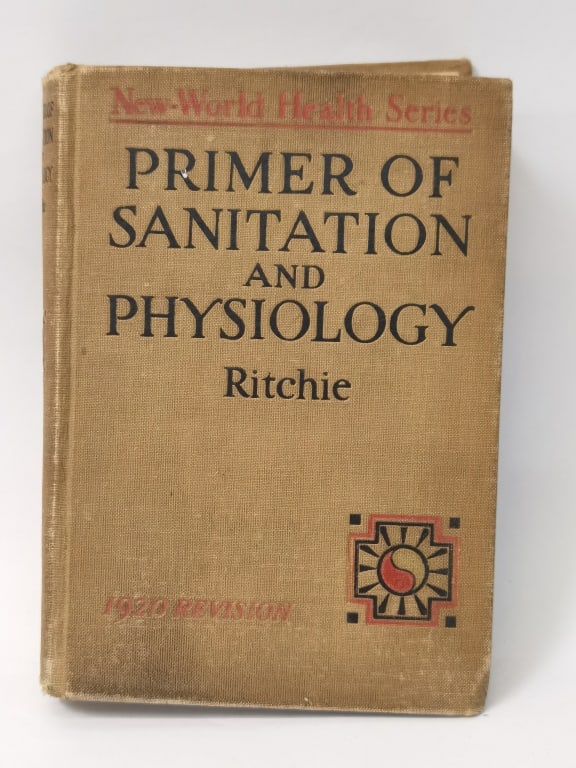 New-World Health Series
PRIMER OF
SANITATION
AND
PHYSIOLOGY
Ritchie
1920 REVISION